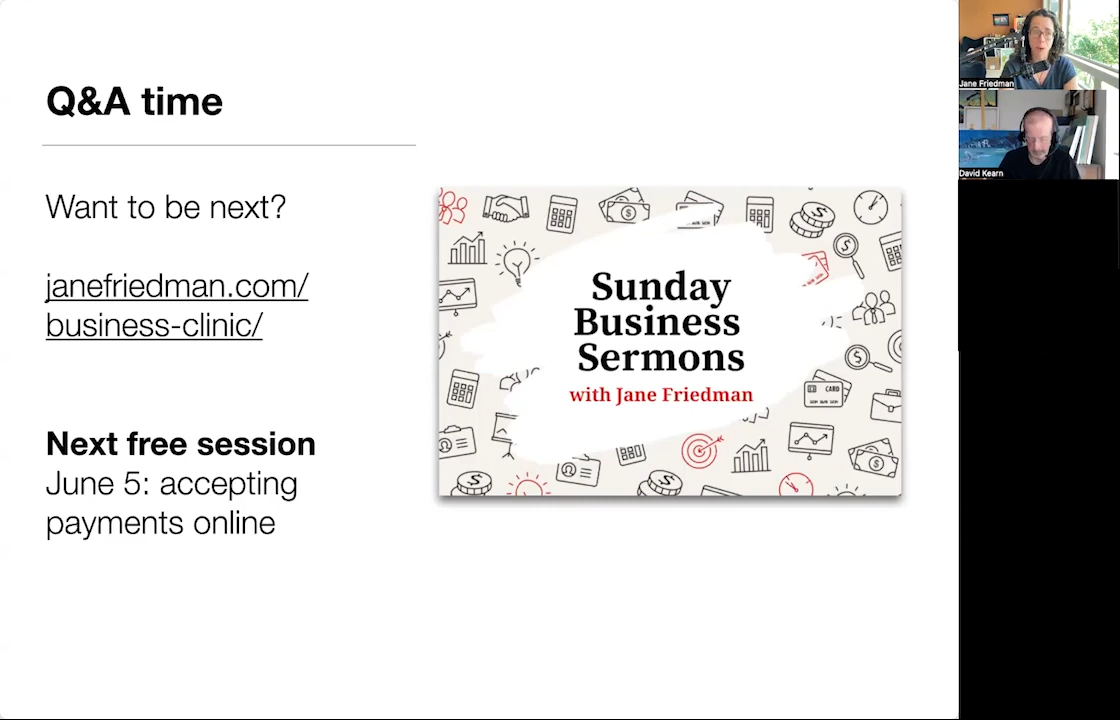 Q&A time
Want to be next?
janefriedman.com/
business-clinic/
Next free session
June 5: accepting
payments online
Sunday
Business
Sermons
with Jane Friedman
CARD
Jane Friedman
David Kearn